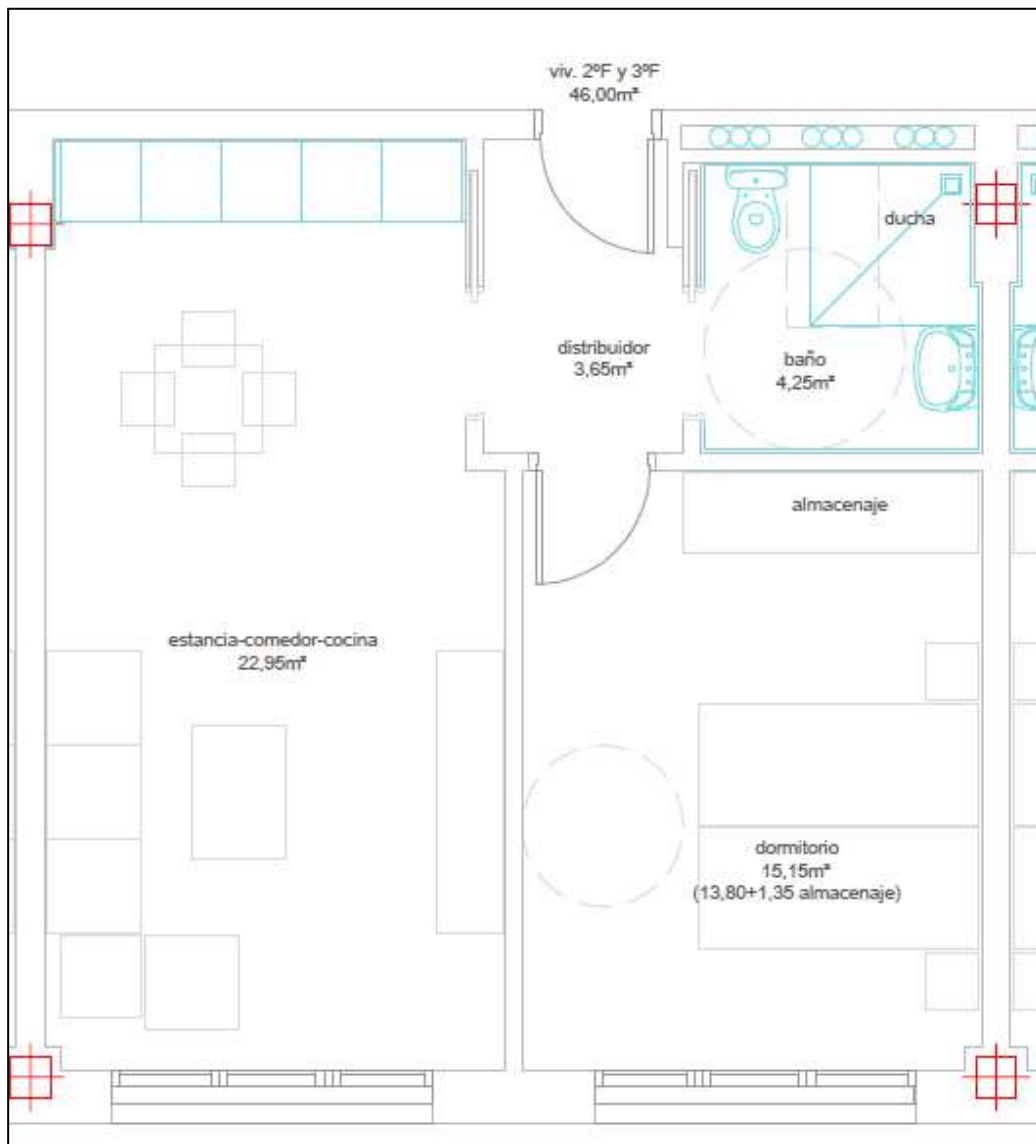 viv. 2ºF y 3ºF
46,00m²
ducha
distribuidor
3,65m²
baño
4,25m²
almacenaje
estancia-comedor-cocina
22,95m²
dormitorio
15,15m²
(13,80+1,35 almacenaje)